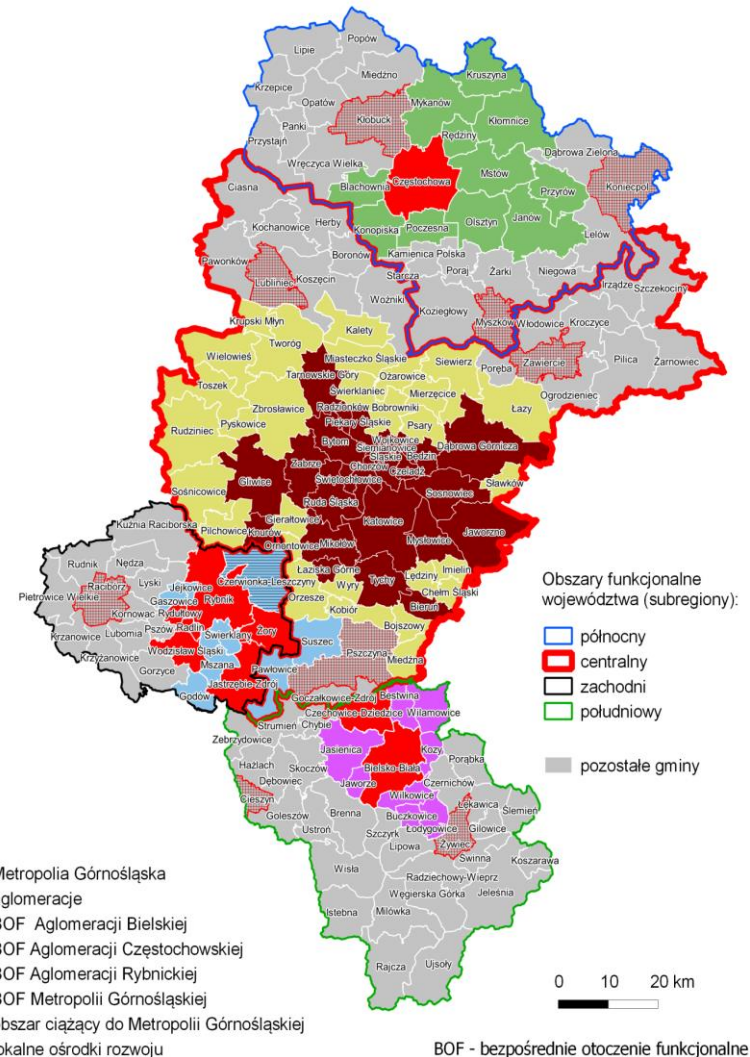 Popów
Lipie
Miedźno
Kruszyna
Krzepice
Opatów
Mykanów
Kłobuck
Kłomnice
Panki
Rędziny
Przystajń
Dąbrowa Zielona
Wręczyca Wielka
Mstów
Ciasna
Częstochowa
Koniecpol
Blachownia
Przyrów
Kochanowice
Herby
Konopiska
Poczesna
Olsztyn
Janów
Lelów
Pawonków
Boronów
Kamienica Polska
Lubliniec
Koszęcin
Starcza
Poraj
Żarki
Niegowa
Irządze
Szczekociny
Woźniki
Koziegłowy
Myszków
Włodowice
Kroczyce
Krupski Młyn
Kalety
Tworóg
Zawiercie
Pilica
Żarnowiec
Wielowieś
Miasteczko Śląskie
Siewierz
Poręba
Tarnowskie Góry
Ożarowice
Ogrodzieniec
Toszek
Świerklaniec
Mierzęcice
Zbrosławice
Radzionków
Bobrowniki
Łazy
Rudziniec
Pyskowice
Piekary Śląskie
Psary
Bytom
Wojkowice
Dąbrowa Górnicza
Siemianowice
Śląskie
Będzin
Zabrze
Chorzów
Czeladź
Gliwice
Świętochłowice
Sławków
Sośnicowice
Ruda Śląska
Sosnowiec
Gierałtowice
Katowice
Kuźnia Raciborska
Pilchowice
Knurów
Mysłowice
Jaworzno
Ornontowice
Mikołów
Rudnik
Nędza
Łaziska Górne
Imielin
Lyski
Czerwionka-Leszczyny
Lędziny
Racibórz
Jejkowice
Wyry
Tychy
Chełm Śląski
Pietrowice Wielkie
Gaszowice
Rybnik
Orzesze
Kornowac
Rydułtowy
Kobiór
Bieruń
Pszów
Radlin
Świerklany
Żory
Krzanowice
Lubomia
Suszec
Bojszowy
Wodzisław Śląski
Pszczyna
Krzyżanowice
Mszana
Pawłowice
Miedźna
Gorzyce
Jastrzębie-Zdrój
Godów
Goczałkowice-Zdrój
Bestwina
Strumień
Czechowice-Dziedzice
Wilamowice
Chybie
Zebrzydowice
Jasienica
Kozy
Hażlach
Skoczów
Bielsko-Biała
Porąbka
Dębowiec
Jaworze
Czernichów
Cieszyn
Wilkowice
Łękawica
Ślemień
Goleszów
Brenna
Buczkowice
Łodygowice
Gilowice
Ustroń
Szczyrk
Żywiec
Lipowa
Świnna
Koszarawa
Wisła
Radziechowy-Wieprz
Węgierska Górka
Jeleśnia
Istebna
Milówka
Rajcza
Ujsoły
Obszary funkcjonalne
województwa (subregiony):
północny
centralny
zachodni
południowy
pozostałe gminy
Metropolia Górnośląska
glomeracje
BOF Aglomeracji Bielskiej
BOF Aglomeracji Częstochowskiej
BOF Aglomeracji Rybnickiej
BOF Metropolii Górnośląskiej
obszar ciążący do Metropolii Górnośląskiej
lokalne ośrodki rozwoju
0 10 20 km
BOF - bezpośrednie otoczenie funkcjonalne